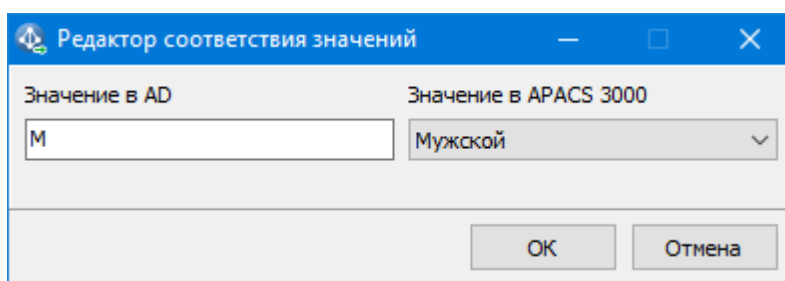 Редактор соответствия значений
Значение в AD Значение в APACS 3000
М Мужской
ОК Отмена